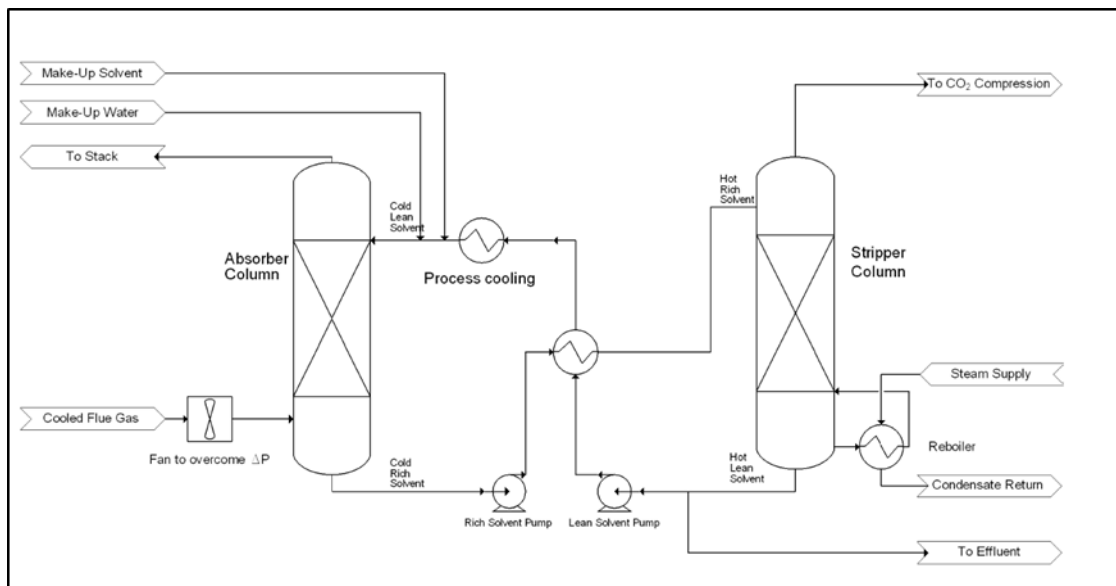 Make-Up Solvent
Make-Up Water
To Stack
To CO₂ Compression
Hot
Rich
Solvent
Cold
Lean
Solvent
Absorber
Column
Process cooling
Stripper
Column
Steam Supply
Cooled Flue Gas
Fan to overcome ΔP
Reboiler
Cold
Rich
Solvent
Hot
Lean
Solvent
Condensate Return
Rich Solvent Pump
Lean Solvent Pump
To Effluent